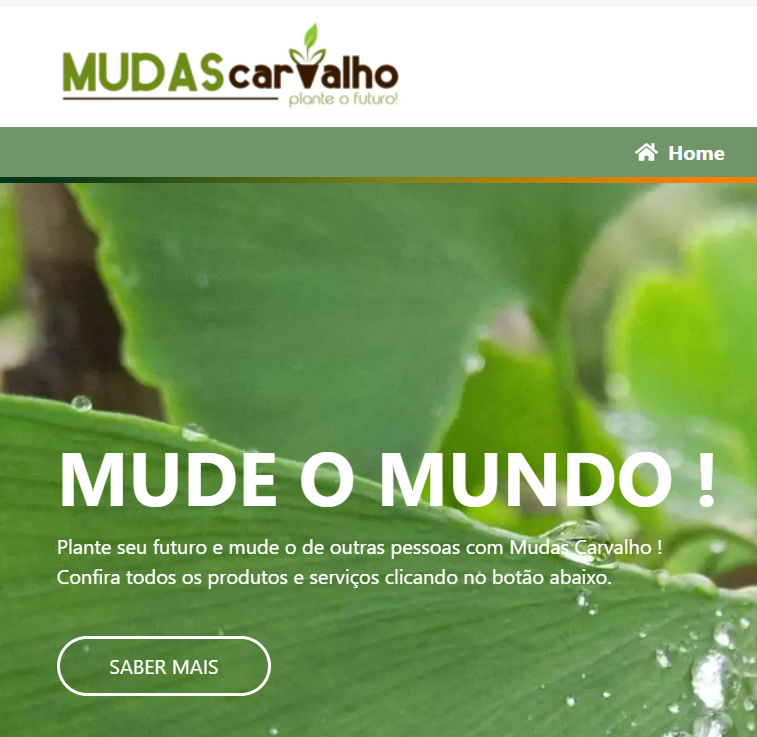 MUDAS carvalho
plante o futuro!
Home
MUDE O MUNDO !
Plante seu futuro e mude o de outras pessoas com Mudas Carvalho !
Confira todos os produtos e serviços clicando no botão abaixo.
SABER MAIS